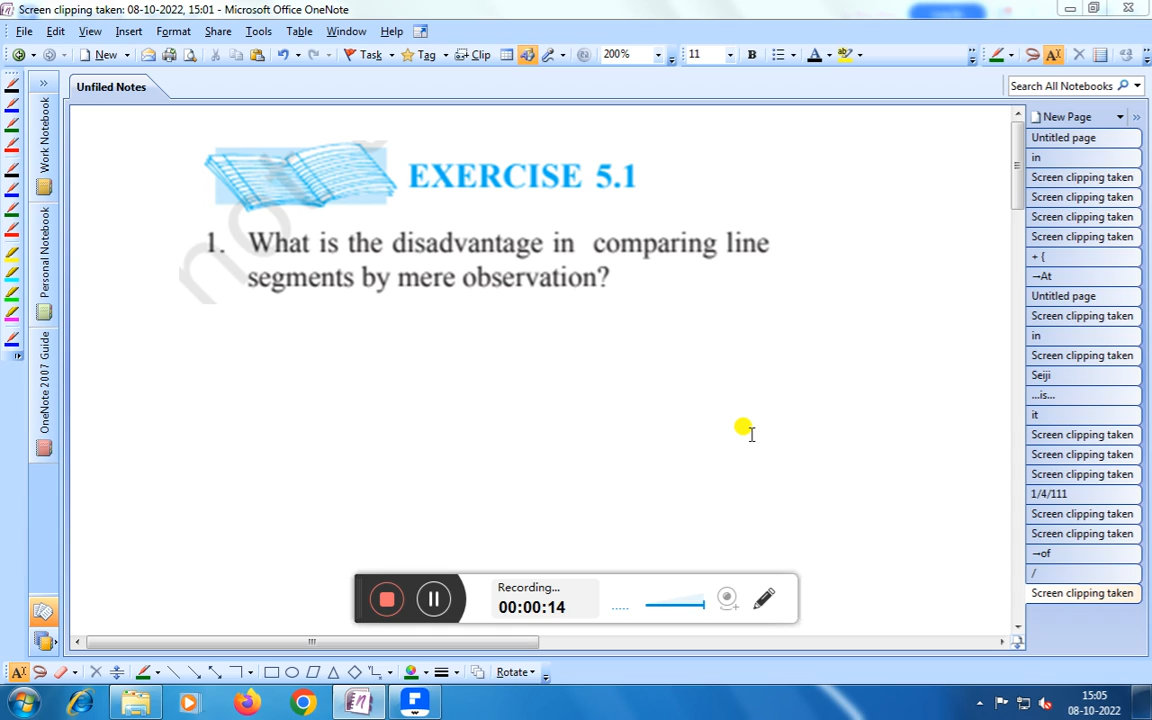 Screen clipping taken: 08-10-2022, 15:01 - Microsoft Office OneNote
File Edit View Insert Format Share Tools Table Window Help
New Task Tag Clip 200% 11 B A ab A
Unfiled Notes
Search All Notebooks
Work Notebook
Personal Notebook
OneNote 2007 Guide
EXERCISE 5.1
1. What is the disadvantage in comparing line
segments by mere observation?
no
New Page
Untitled page
in
Screen clipping taken
Screen clipping taken
Screen clipping taken
Screen clipping taken
+ {
→At
Untitled page
Screen clipping taken
in
Screen clipping taken
Seiji
...is...
it
Screen clipping taken
Screen clipping taken
Screen clipping taken
1/4/111
Screen clipping taken
Screen clipping taken
→of
/
Screen clipping taken
Recording...
00:00:14
A Rotate
15:05
08-10-2022